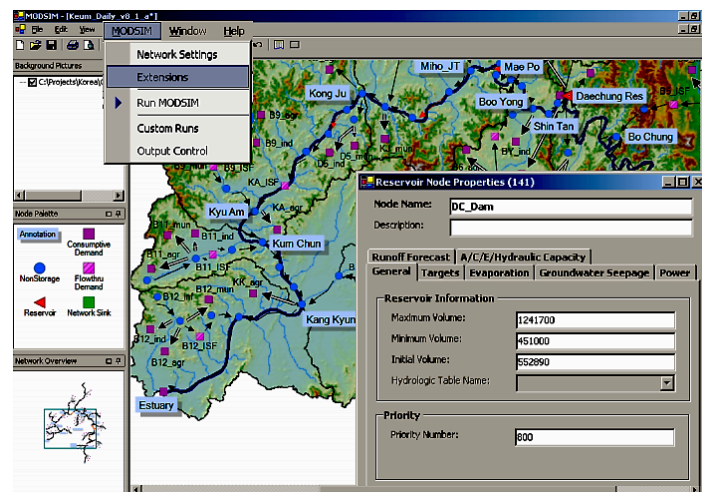 MODSIM - [Keum_Daily_v8_1_a*]
File Edit View MODSIM Window Help
Network Settings
Extensions
Run MODSIM
Custom Runs
Output Control
Background Pictures
C:\Projects\Korea\
Node Palette
Annotation
Consumptive Demand
NonStorage
Flowthru Demand
Reservoir
Network Sink
Network Overview
Miho_JT
Mae Po
Kong Ju
Boo Yong
Daechung Res
Shin Tan
Bo Chung
B9_agr
B9_ind
B9_ISF
D5_mun
D5_ind
K3_mun
BY_ind
KA_ISF
KA_agr
Kyu Am
B11_mun
B11_ind
B11_agr
B11_ISF
Kum Chun
B12_mun
KK_agr
B12_ind
B12_ISF
B12_agr
Kang Kyun
Estuary
Reservoir Node Properties (141)
Node Name: DC_Dam
Description:
Runoff Forecast A/C/E/Hydraulic Capacity
General Targets Evaporation Groundwater Seepage Power
Reservoir Information
Maximum Volume: 1241700
Minimum Volume: 451000
Initial Volume: 552890
Hydrologic Table Name:
Priority
Priority Number: 800